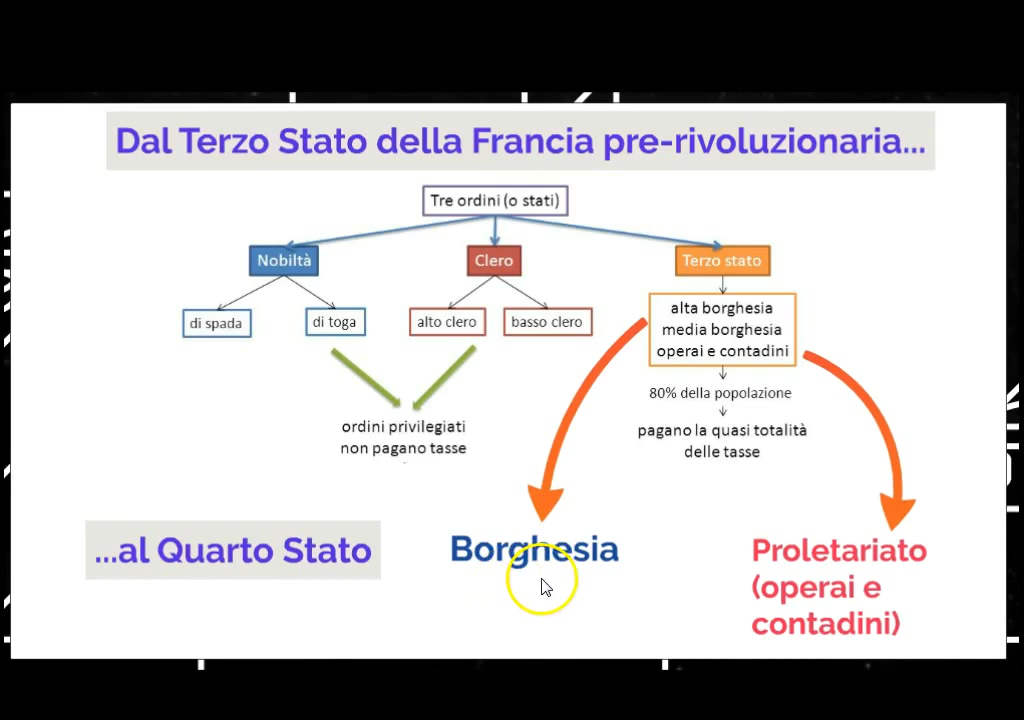 Dal Terzo Stato della Francia pre-rivoluzionaria...
Tre ordini (o stati)
Nobiltà
Clero
Terzo stato
di spada
di toga
alto clero
basso clero
alta borghesia
media borghesia
operai e contadini
80% della popolazione
ordini privilegiati
non pagano tasse
pagano la quasi totalità
delle tasse
...al Quarto Stato
Borghesia
Proletariato
(operai e
contadini)